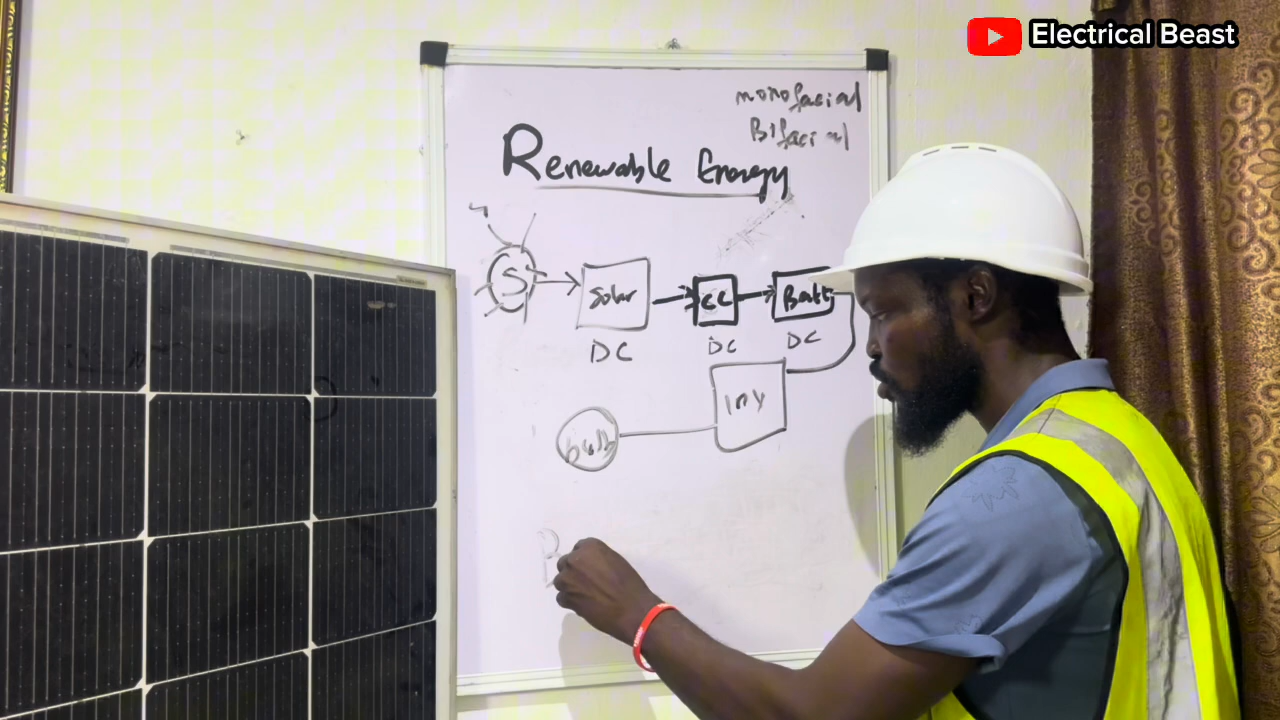 Electrical Beast
monofacial
Bifacial
Renewable Energy
S
Solar
CC
Batt
DC
DC
DC
Inv
bulb